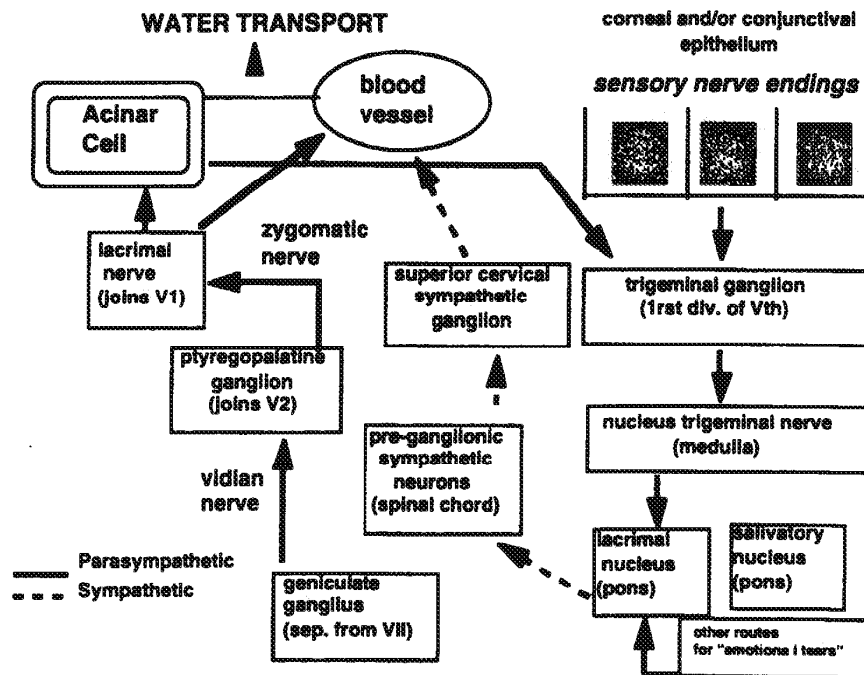 WATER TRANSPORT
corneal and/or conjunctival
epithelium
sensory nerve endings
Acinar
Cell
blood
vessel
lacrimal
nerve
(joins V1)
zygomatic
nerve
superior cervical
sympathetic
ganglion
trigeminal ganglion
(1rst div. of Vth)
ptyregopalatine
ganglion
(joins V2)
nucleus trigeminal nerve
(medulla)
pre-ganglionic
sympathetic
neurons
(spinal chord)
vidian
nerve
lacrimal
nucleus
(pons)
salivatory
nucleus
(pons)
Parasympathetic
Sympathetic
geniculate
ganglius
(sep. from VII)
other routes
for "emotiona l tears"